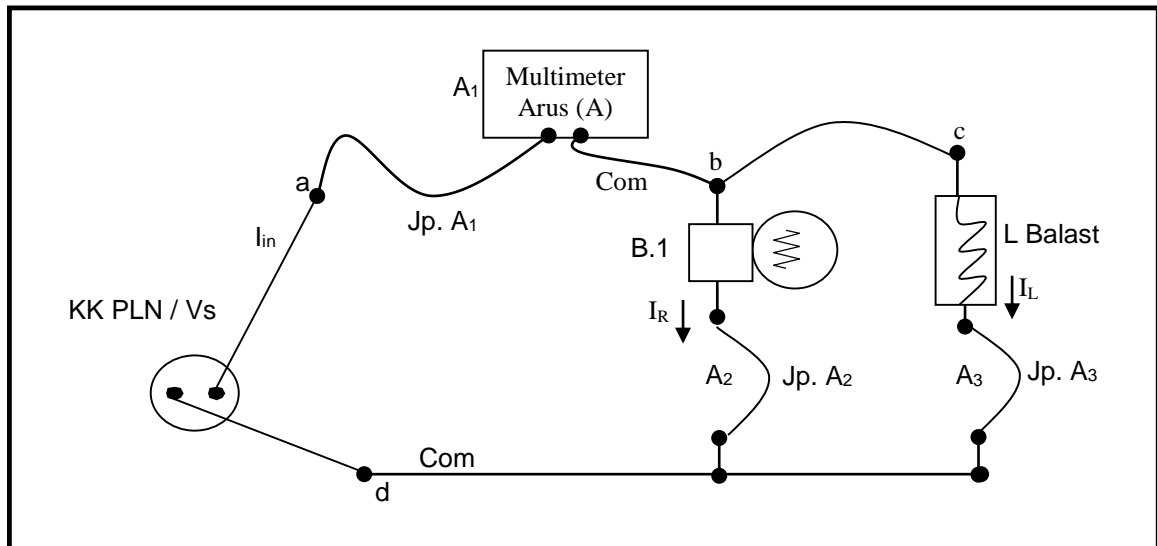 Multimeter
Arus (A)
A1
a
Jp. A1
Com
b
c
Iin
B.1
L Balast
KK PLN / Vs
IR
IL
A2
Jp. A2
A3
Jp. A3
Com
d